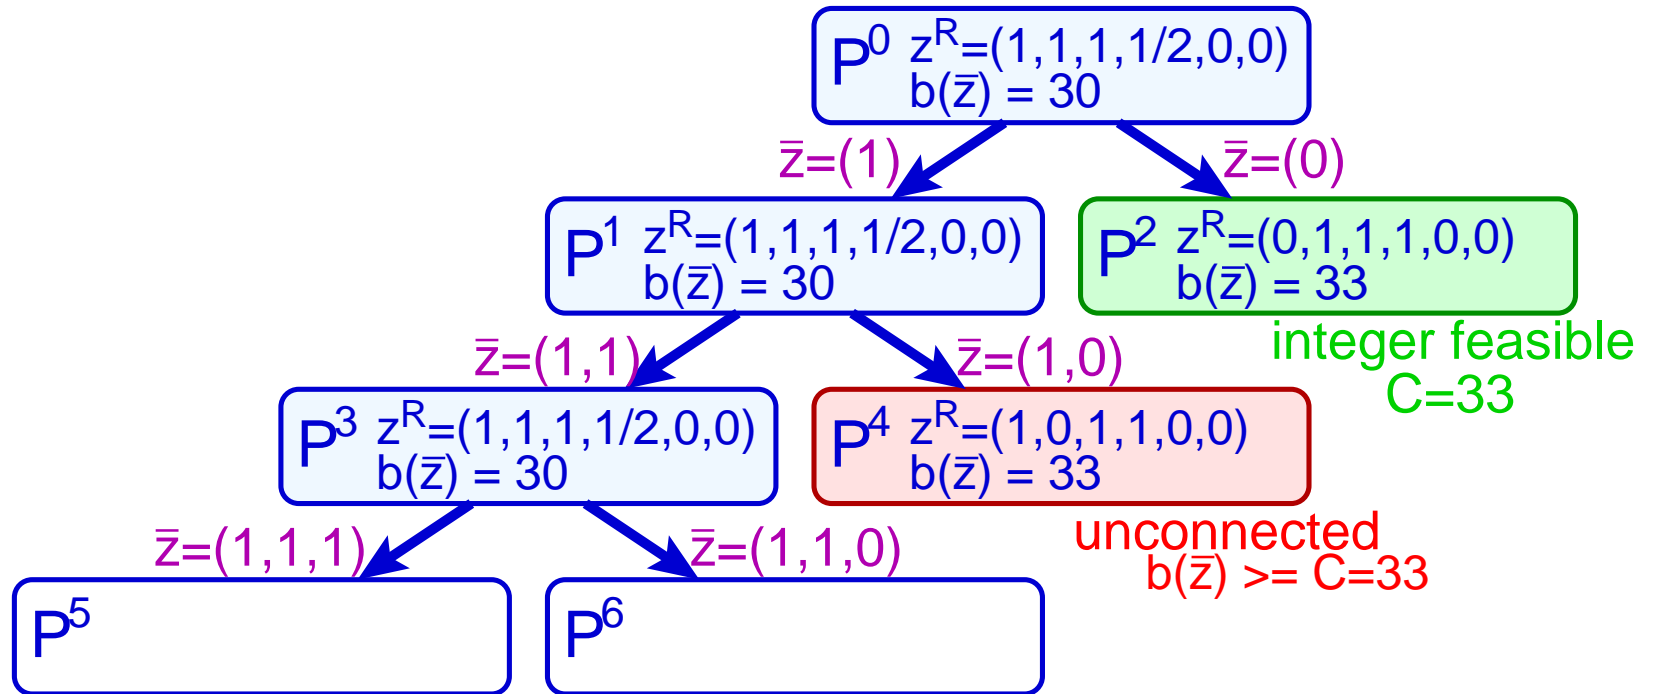 P⁰ zᴿ=(1,1,1,1/2,0,0)
b(z̅) = 30
z̅=(1)
z̅=(0)
P¹ zᴿ=(1,1,1,1/2,0,0)
b(z̅) = 30
P² zᴿ=(0,1,1,1,0,0)
b(z̅) = 33
integer feasible
C=33
z̅=(1,1)
z̅=(1,0)
P³ zᴿ=(1,1,1,1/2,0,0)
b(z̅) = 30
P⁴ zᴿ=(1,0,1,1,0,0)
b(z̅) = 33
unconnected
b(z̅) >= C=33
z̅=(1,1,1)
z̅=(1,1,0)
P⁵
P⁶